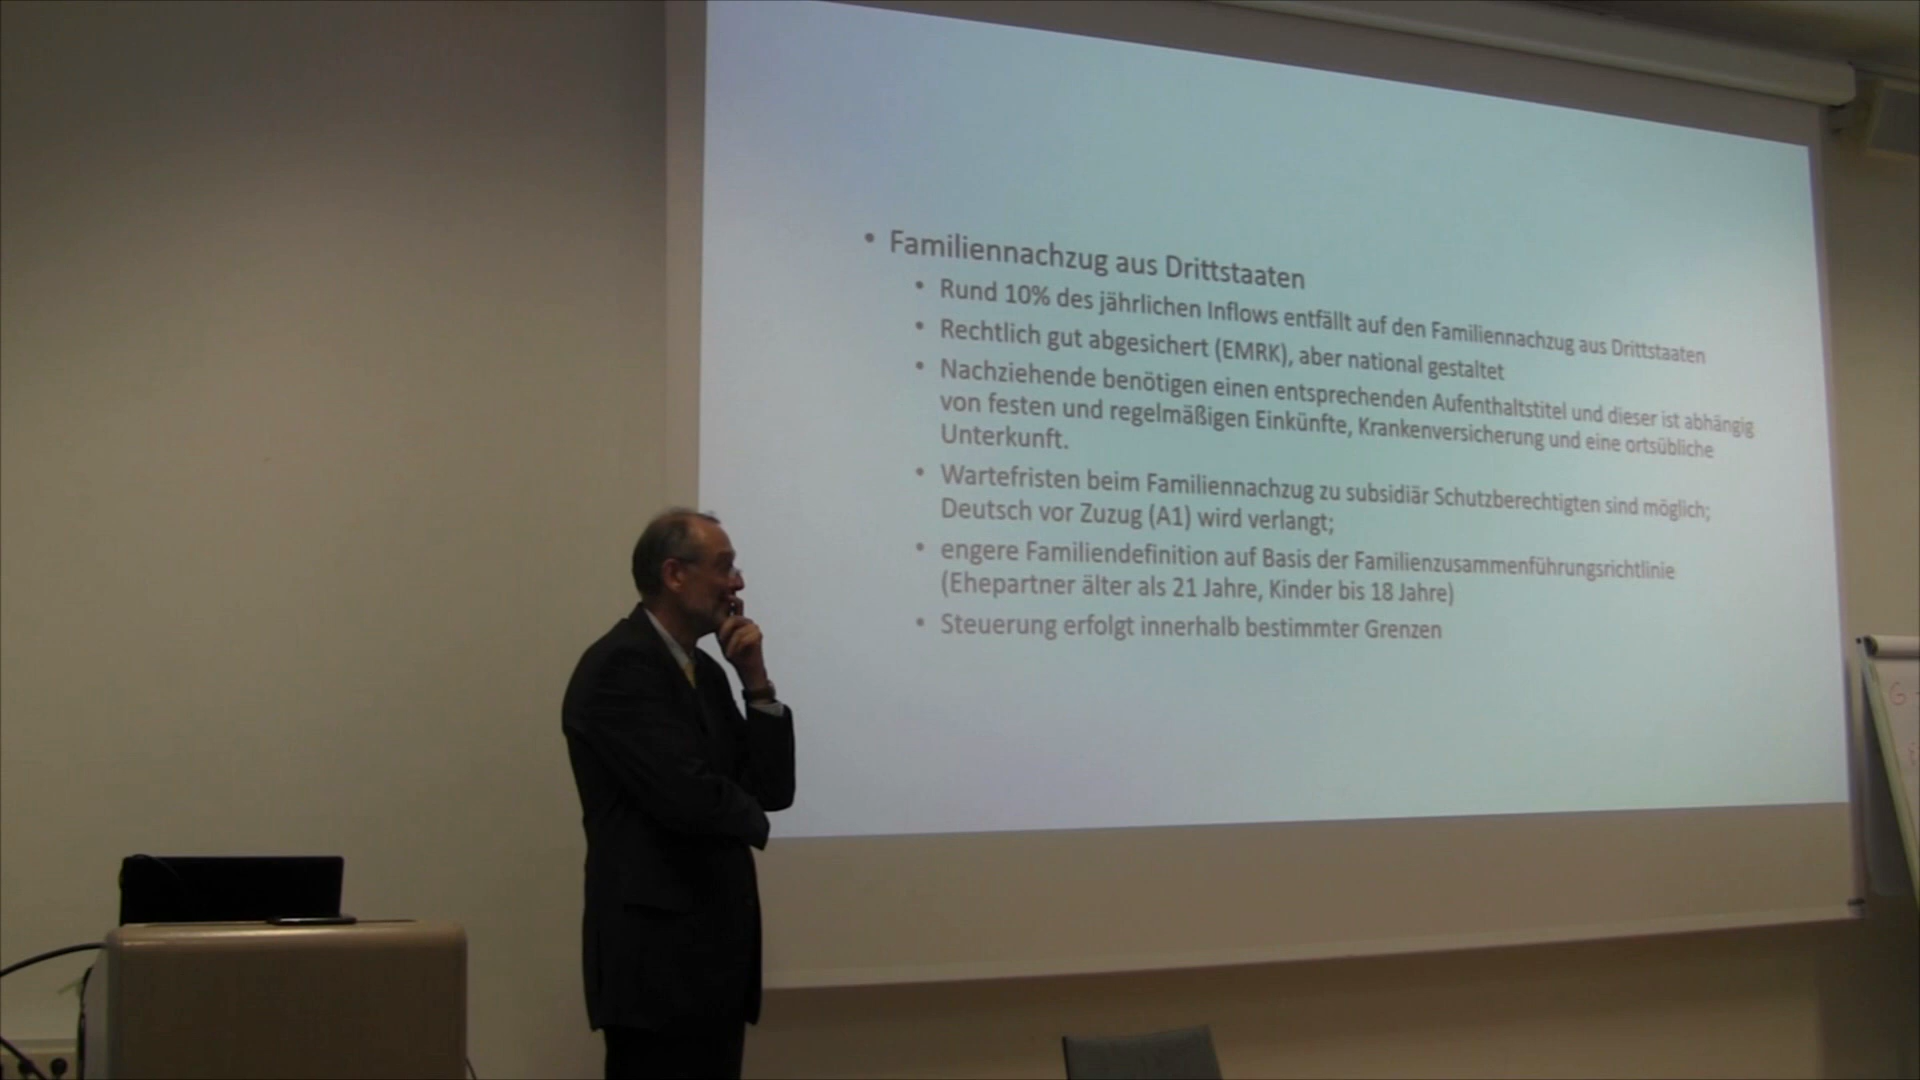 • Familiennachzug aus Drittstaaten
• Rund 10% des jährlichen Inflows entfällt auf den Familiennachzug aus Drittstaaten
• Rechtlich gut abgesichert (EMRK), aber national gestaltet
• Nachziehende benötigen einen entsprechenden Aufenthaltstitel und dieser ist abhängig
von festen und regelmäßigen Einkünfte, Krankenversicherung und eine ortsübliche
Unterkunft.
• Wartefristen beim Familiennachzug zu subsidiär Schutzberechtigten sind möglich;
Deutsch vor Zuzug (A1) wird verlangt;
• engere Familiendefinition auf Basis der Familienzusammenführungsrichtlinie
(Ehepartner älter als 21 Jahre, Kinder bis 18 Jahre)
• Steuerung erfolgt innerhalb bestimmter Grenzen